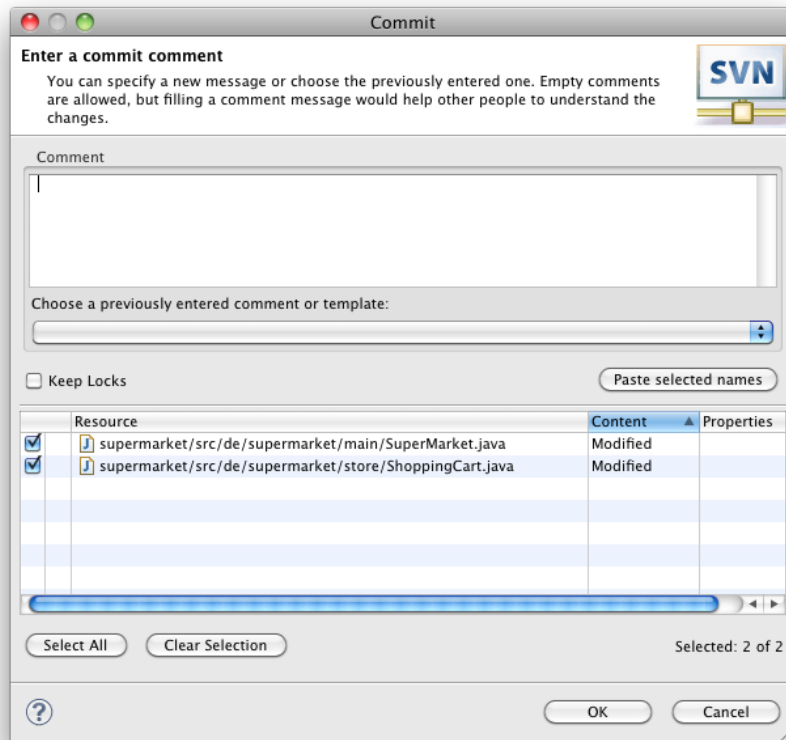 Commit
Enter a commit comment
You can specify a new message or choose the previously entered one. Empty comments
are allowed, but filling a comment message would help other people to understand the
changes.
SVN
Comment
Choose a previously entered comment or template:
Keep Locks
Paste selected names
Resource Content Properties
J supermarket/src/de/supermarket/main/SuperMarket.java Modified
J supermarket/src/de/supermarket/store/ShoppingCart.java Modified
Select All Clear Selection Selected: 2 of 2
? OK Cancel